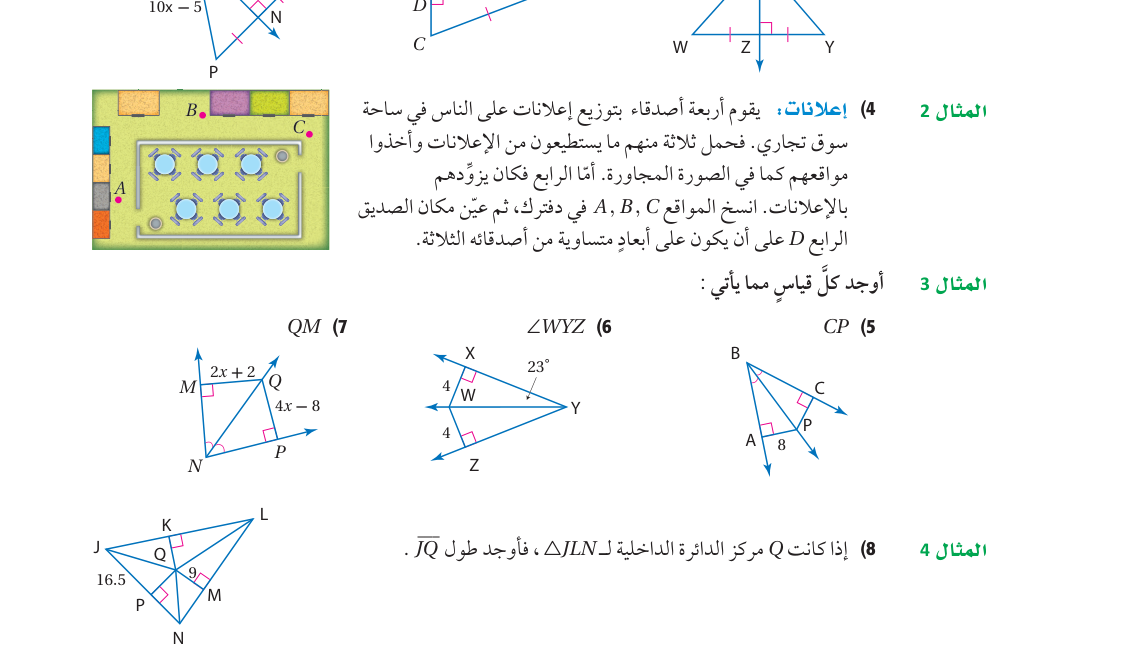 10x − 5
N
P
D
C
W
Z
Y
المثال 2
4) إعلانات: يقوم أربعة أصدقاء بتوزيع إعلانات على الناس في ساحة
سوق تجاري. فحمل ثلاثة منهم ما يستطيعون من الإعلانات وأخذوا
مواقعهم كما في الصورة المجاورة. أمّا الرابع فكان يزوِّدهم
بالإعلانات. انسخ المواقع A, B, C في دفترك، ثم عيّن مكان الصديق
الرابع D على أن يكون على أبعادٍ متساوية من أصدقائه الثلاثة.
B
C
A
المثال 3
أوجد كلَّ قياسٍ مما يأتي :
5) CP
B
C
P
A
8
6) ∠WYZ
X
23°
4
W
Y
4
Z
7) QM
2x + 2
M
Q
4x − 8
P
N
المثال 4
8) إذا كانت Q مركز الدائرة الداخلية لـ △JLN ، فأوجد طول J̅Q̅ .
L
K
J
Q
9
16.5
M
P
N